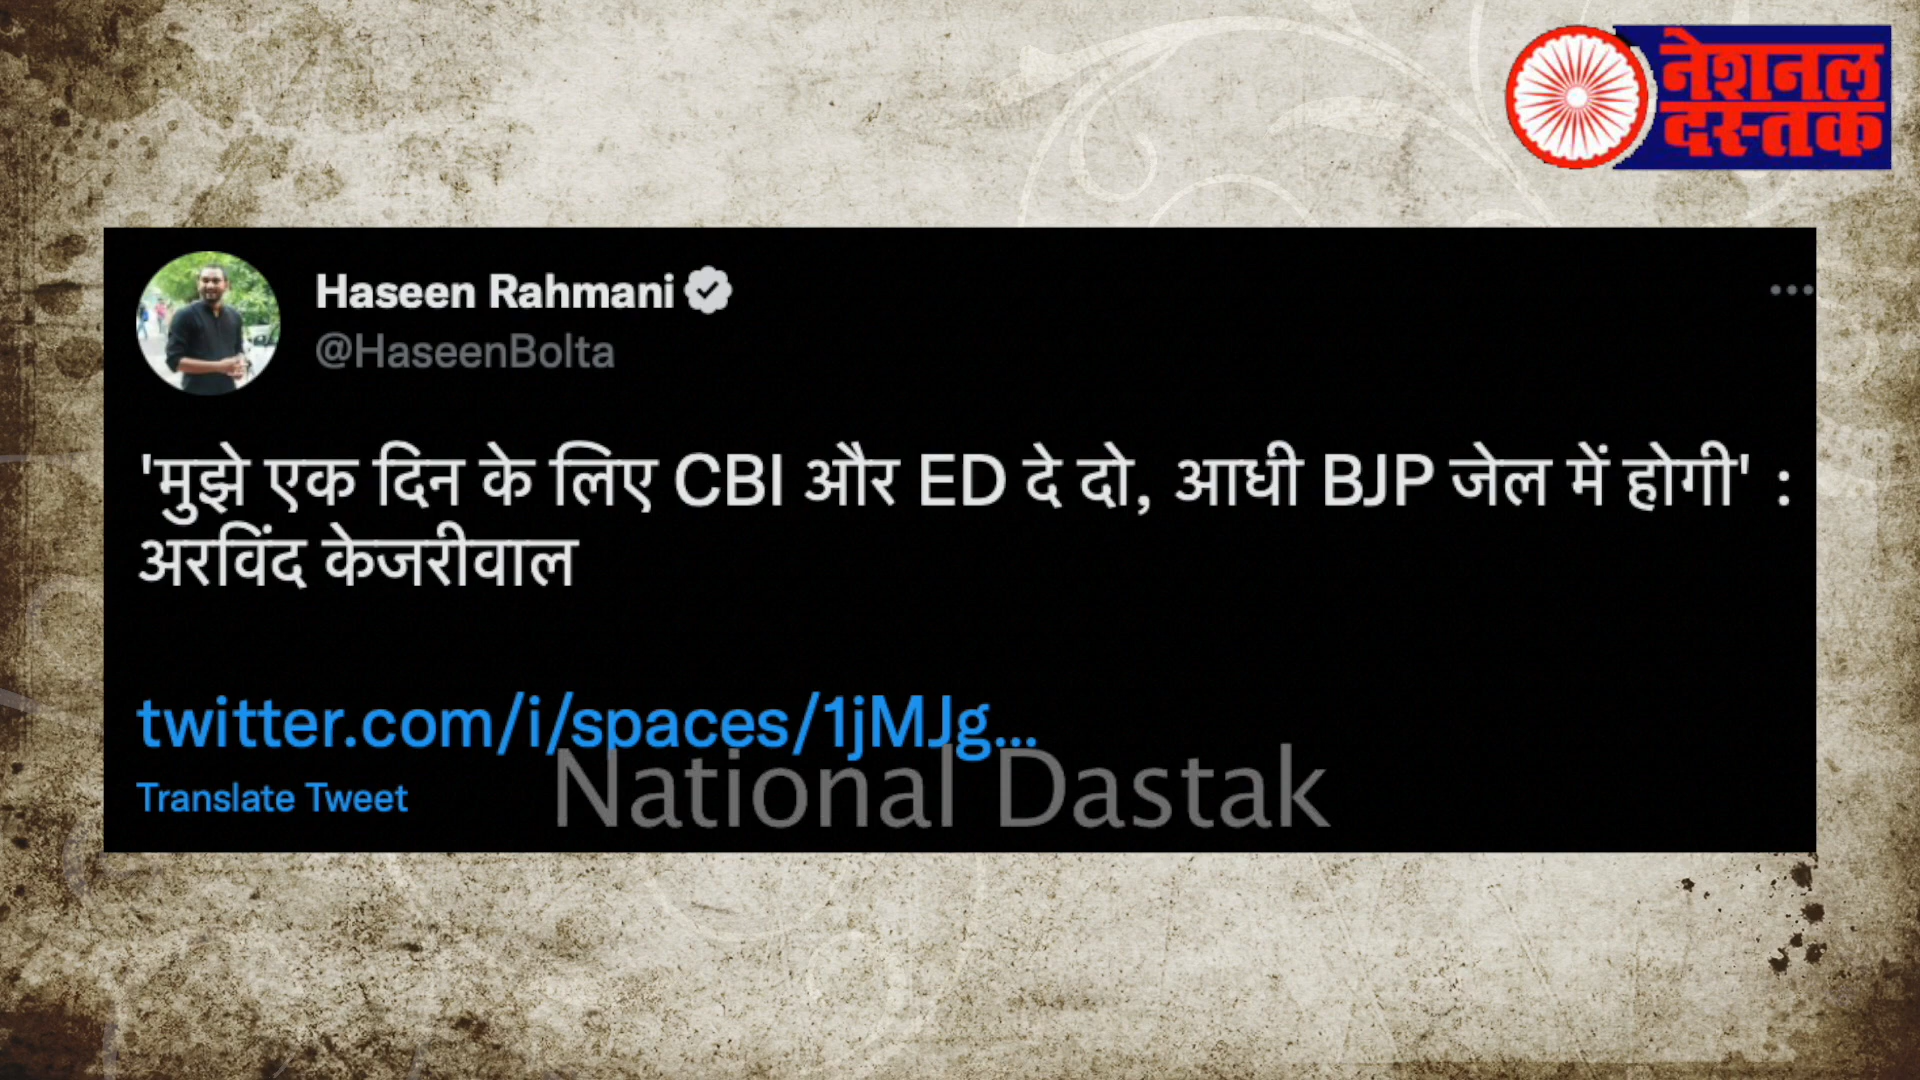 नेशनल
दस्तक
Haseen Rahmani
@HaseenBolta
'मुझे एक दिन के लिए CBI और ED दे दो, आधी BJP जेल में होगी' :
अरविंद केजरीवाल
twitter.com/i/spaces/1jMJg...
Translate Tweet
National Dastak